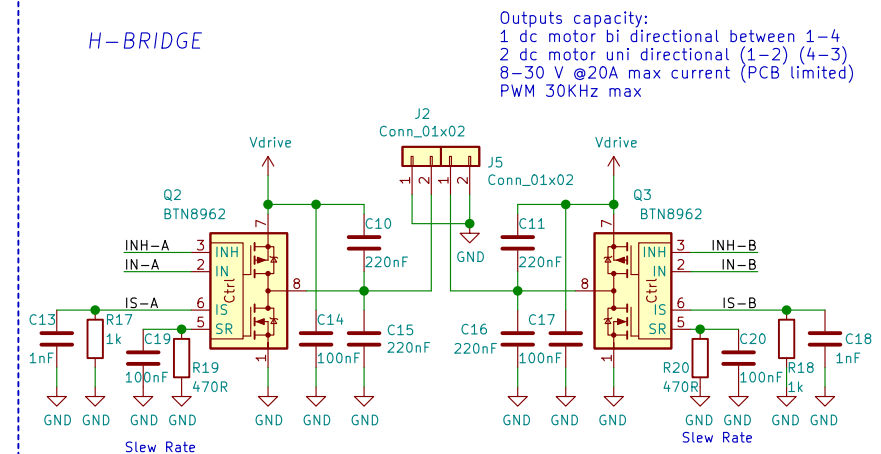 Outputs capacity:
1 dc motor bi directional between 1-4
2 dc motor uni directional (1-2) (4-3)
8-30 V @20A max current (PCB limited)
PWM 30KHz max
H-BRIDGE
J2
Conn_01x02
J5
Conn_01x02
1
2
1
2
GND
Vdrive
Q2
BTN8962
7
INH-A
3
INH
IN-A
2
IN
Ctrl
8
IS-A
6
IS
5
SR
1
C10
220nF
C13
1nF
R17
1k
C19
100nF
R19
470R
C14
100nF
C15
220nF
GND
GND
GND
GND
GND
GND
GND
Slew Rate
Vdrive
Q3
BTN8962
7
C11
220nF
INH
3
INH-B
IN
2
IN-B
Ctrl
8
IS
6
IS-B
SR
5
1
C16
220nF
C17
100nF
R20
470R
C20
100nF
R18
1k
C18
1nF
GND
GND
GND
GND
GND
GND
GND
Slew Rate